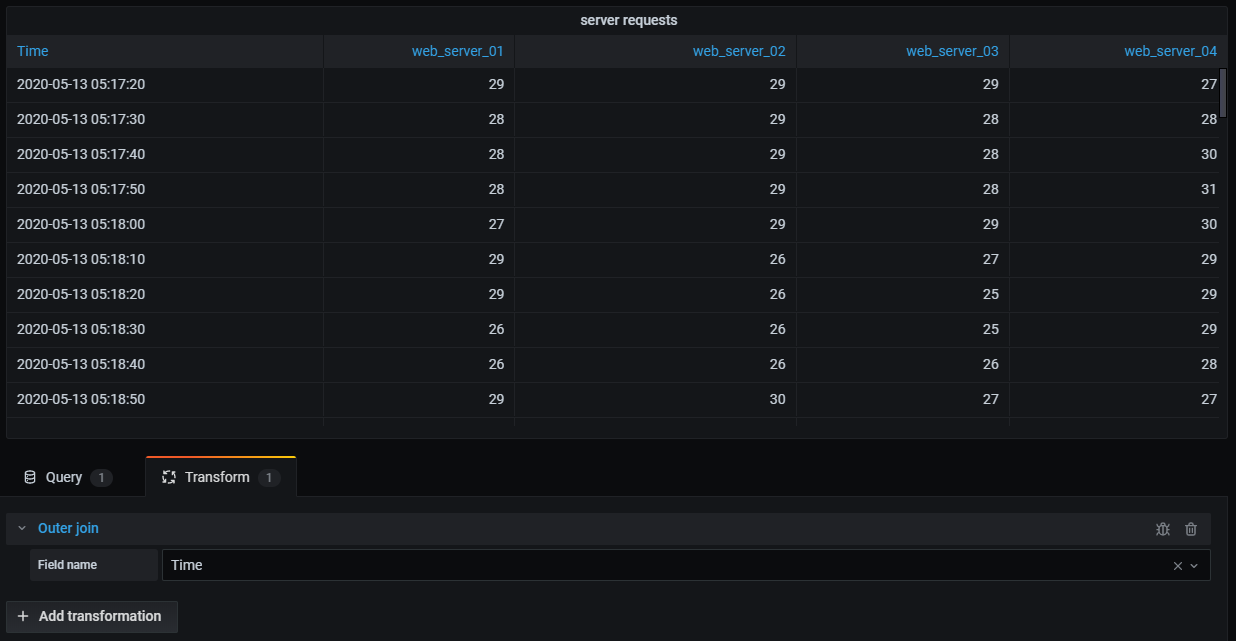 server requests
Time web_server_01 web_server_02 web_server_03 web_server_04
2020-05-13 05:17:20 29 29 29 27
2020-05-13 05:17:30 28 29 28 28
2020-05-13 05:17:40 28 29 28 30
2020-05-13 05:17:50 28 29 28 31
2020-05-13 05:18:00 27 29 29 30
2020-05-13 05:18:10 29 26 27 29
2020-05-13 05:18:20 29 26 25 29
2020-05-13 05:18:30 26 26 25 29
2020-05-13 05:18:40 26 26 26 28
2020-05-13 05:18:50 29 30 27 27
Query 1 Transform 1
Outer join
Field name Time
Add transformation